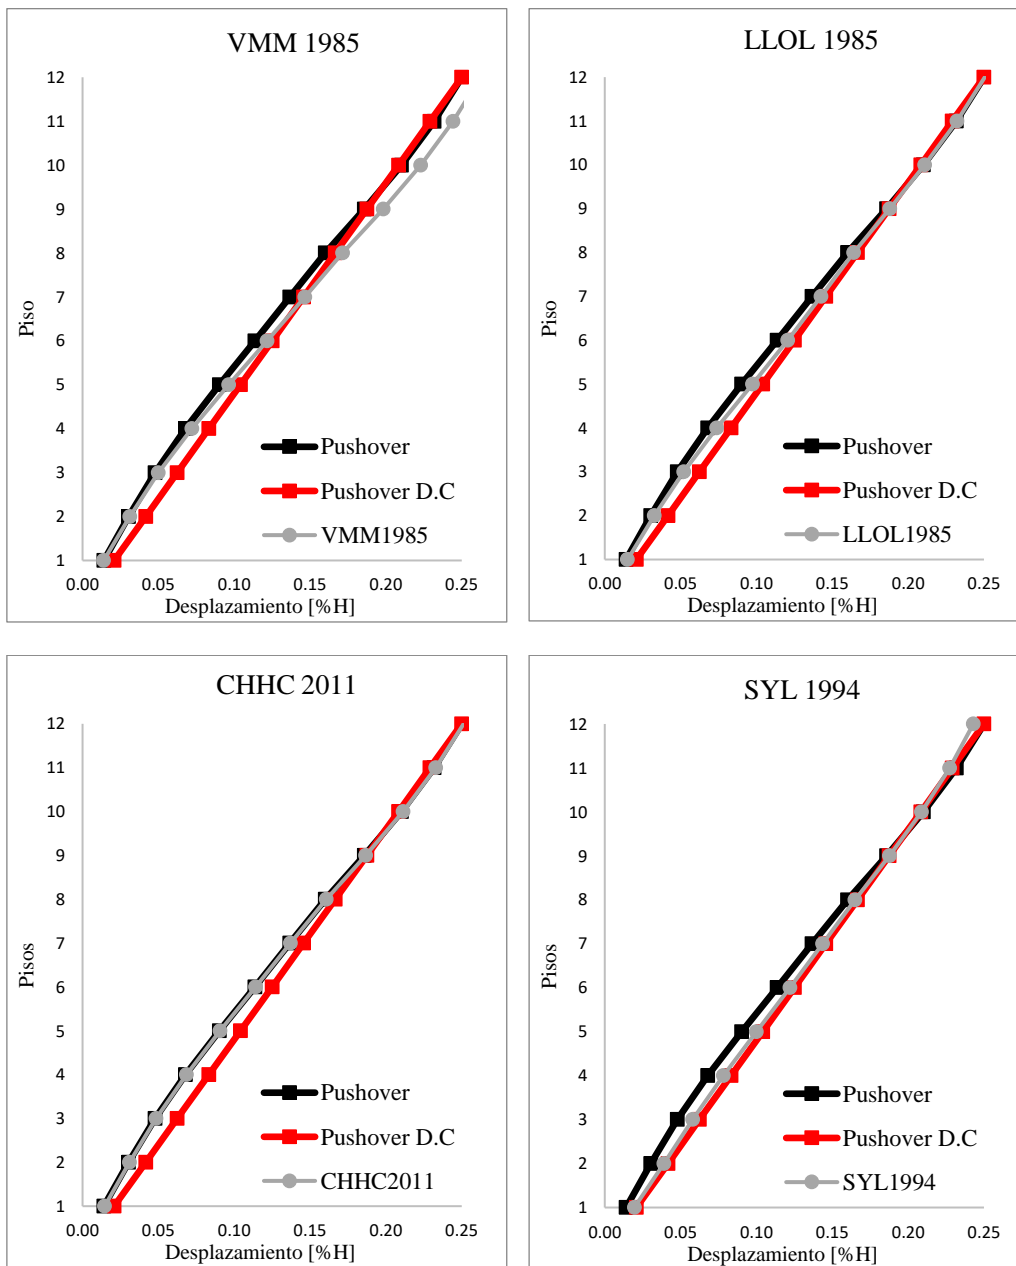 VMM 1985
12
11
10
9
8
7
6
5
4
3
2
1
Piso
Pushover
Pushover D.C
VMM1985
0.00 0.05 0.10 0.15 0.20 0.25
Desplazamiento [%H]
LLOL 1985
12
11
10
9
8
7
6
5
4
3
2
1
Piso
Pushover
Pushover D.C
LLOL1985
0.00 0.05 0.10 0.15 0.20 0.25
Desplazamiento [%H]
CHHC 2011
12
11
10
9
8
7
6
5
4
3
2
1
Pisos
Pushover
Pushover D.C
CHHC2011
0.00 0.05 0.10 0.15 0.20 0.25
Desplazamiento [%H]
SYL 1994
12
11
10
9
8
7
6
5
4
3
2
1
Pisos
Pushover
Pushover D.C
SYL1994
0.00 0.05 0.10 0.15 0.20 0.25
Desplazamiento [%H]